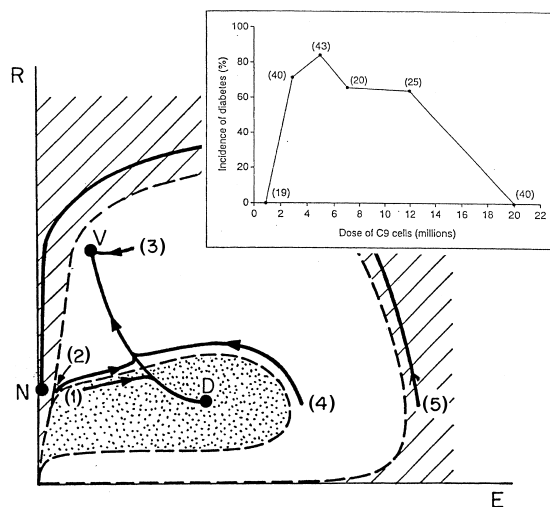 R
100
80
60
40
20
0
Incidence of diabetes (%)
(19)
(40)
(43)
(20)
(25)
(40)
0 2 4 6 8 10 12 14 16 18 20 22
Dose of C9 cells (millions)
V
(3)
(2)
N
(1)
D
(4)
(5)
E